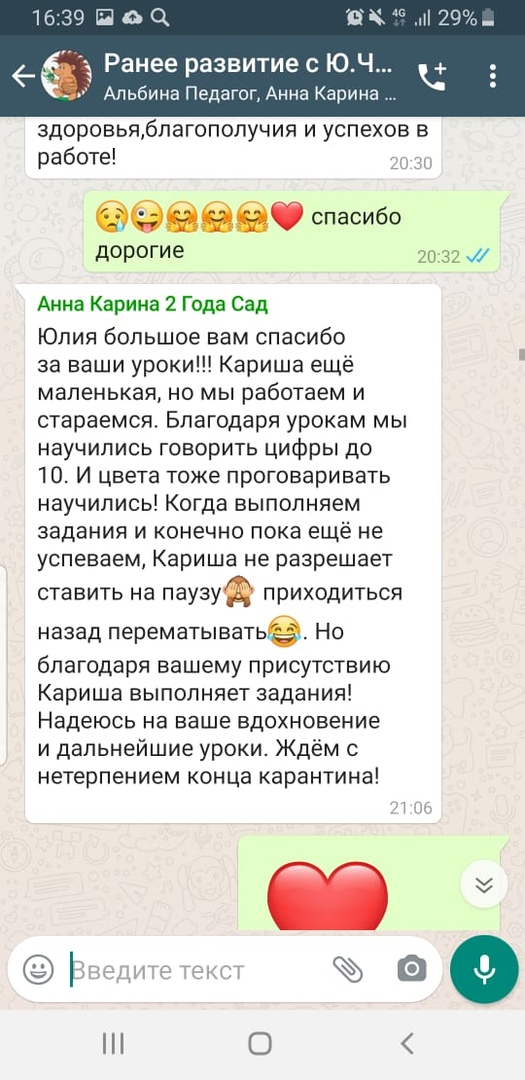 16:39
4G
29%
Ранее развитие с Ю.Ч...
Альбина Педагог, Анна Карина ...
здоровья,благополучия и успехов в
работе!
20:30
😢😜🤗🤗🤗❤️ спасибо
дорогие
20:32
Анна Карина 2 Года Сад
Юлия большое вам спасибо
за ваши уроки!!! Кариша ещё
маленькая, но мы работаем и
стараемся. Благодаря урокам мы
научились говорить цифры до
10. И цвета тоже проговаривать
научились! Когда выполняем
задания и конечно пока ещё не
успеваем, Кариша не разрешает
ставить на паузу🙈 приходиться
назад перематывать😂. Но
благодаря вашему присутствию
Кариша выполняет задания!
Надеюсь на ваше вдохновение
и дальнейшие уроки. Ждём с
нетерпением конца карантина!
21:06
Введите текст